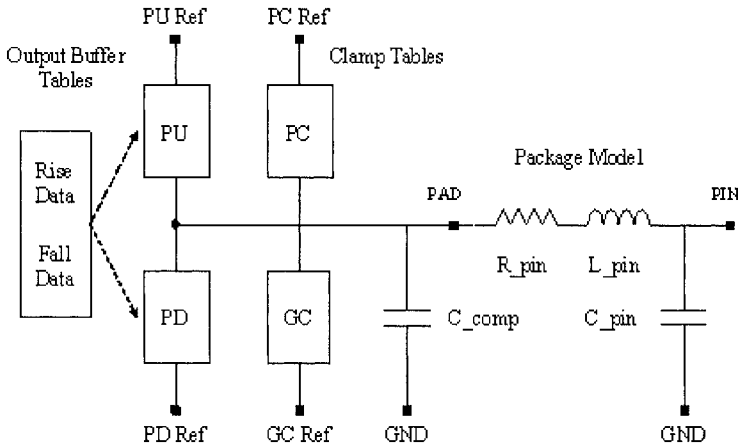 PU Ref
PC Ref
Output Buffer
Tables
Clamp Tables
PU
PC
Rise
Data
Fall
Data
Package Model
PAD
PIN
R_pin
L_pin
PD
GC
C_comp
C_pin
PD Ref
GC Ref
GND
GND